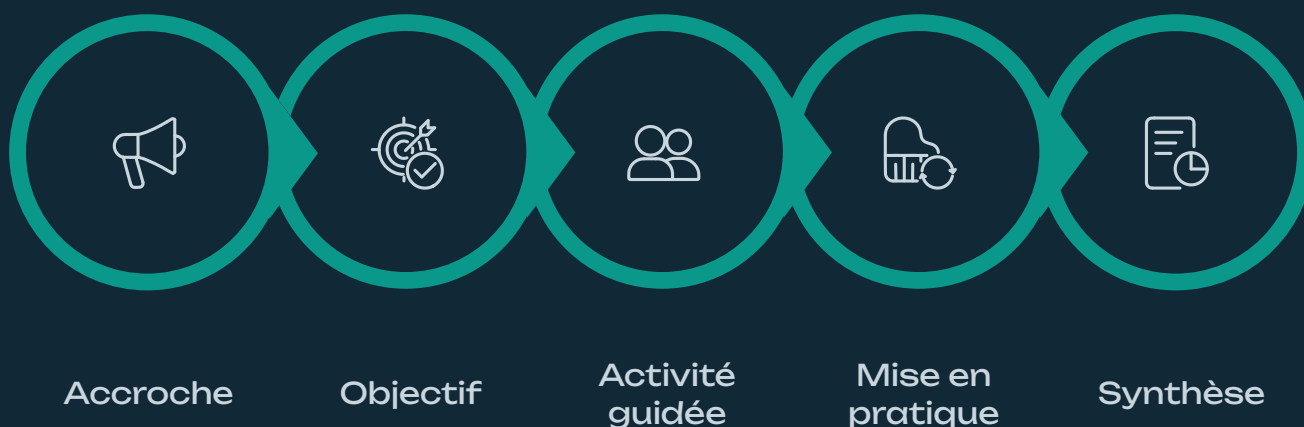 Accroche
Objectif
Activité
guidée
Mise en
pratique
Synthèse